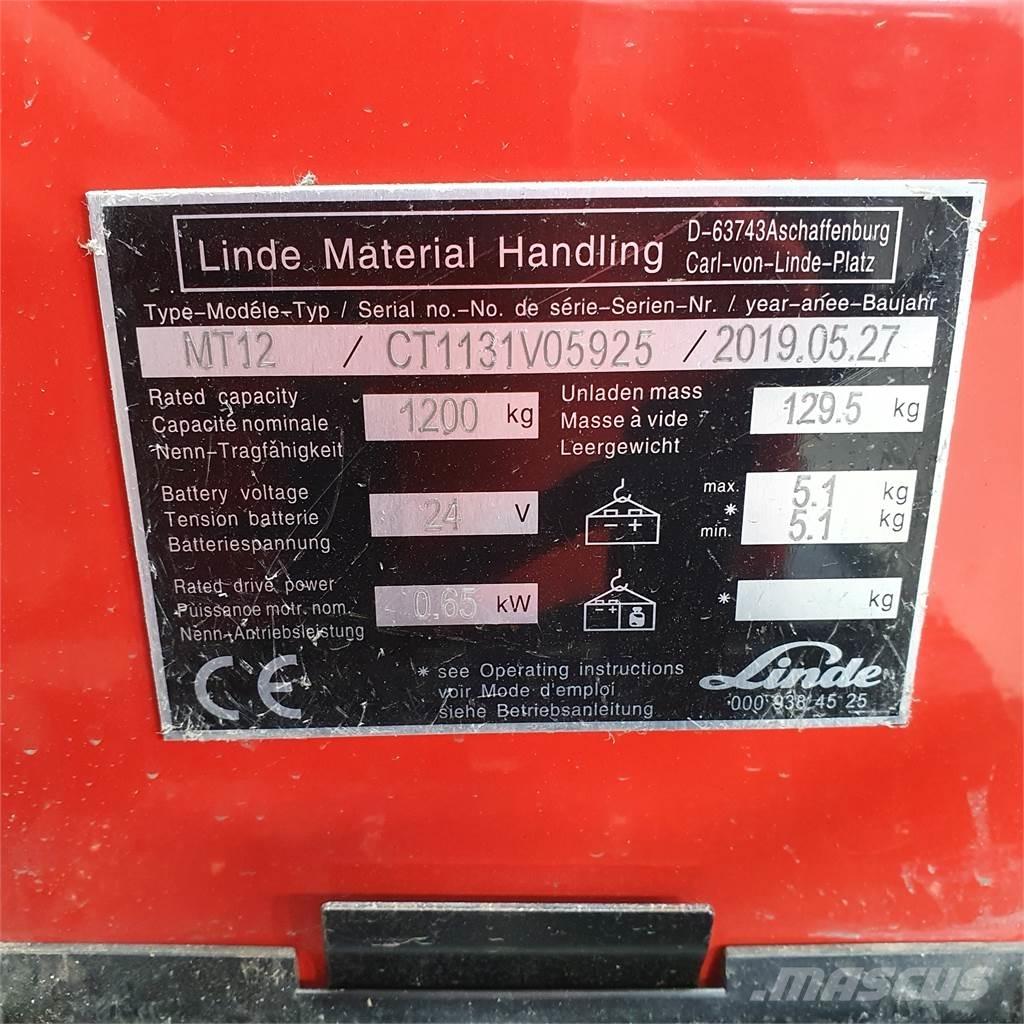 Linde Material Handling
D-63743Aschaffenburg
Carl-von-Linde-Platz
Type-Modéle-Typ / Serial no.-No. de série-Serien-Nr. / year-anee-Baujahr
MT12 / CT1131V05925 / 2019.05.27
Rated capacity
Capacité nominale
Nenn-Tragfähigkeit
1200 kg
Unladen mass
Masse à vide
Leergewicht
129.5 kg
Battery voltage
Tension batterie
Batteriespannung
24 V
- +
max. 5.1 kg
*
min. 5.1 kg
Rated drive power
Puissance motr. nom.
Nenn-Antriebsleistung
0.65 kW
- +
* kg
CE
* see Operating instructions
voir Mode d'emploi
siehe Betriebsanleitung
Linde
000 938 45 25
MASCUS